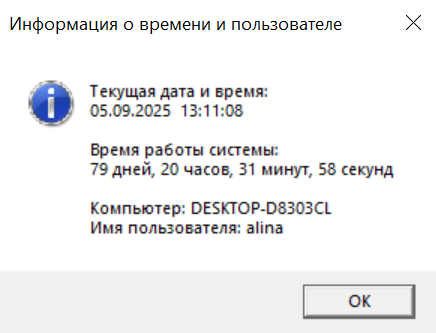 Информация о времени и пользователе
Текущая дата и время:
05.09.2025  13:11:08
Время работы системы:
79 дней, 20 часов, 31 минут, 58 секунд
Компьютер: DESKTOP-D8303CL
Имя пользователя: alina
OK